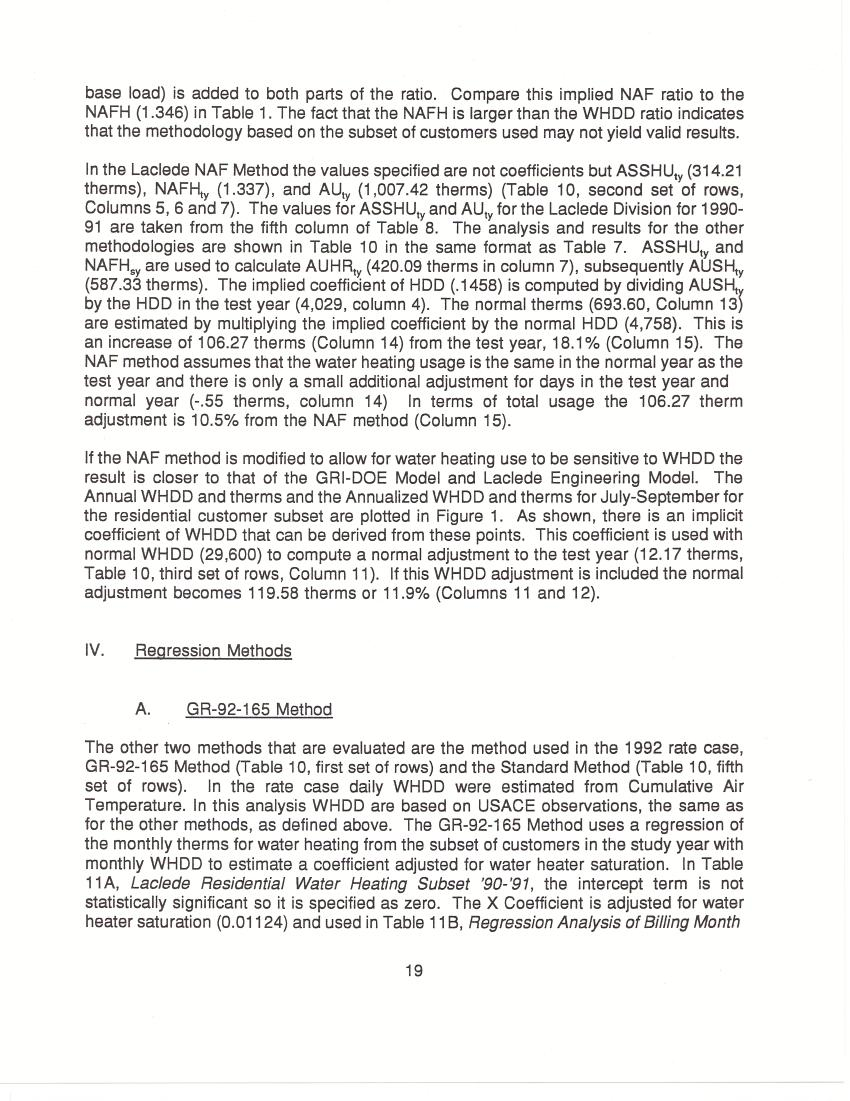 base load) is added to both parts of the ratio. Compare this implied NAF ratio to the
NAFH (1.346) in Table 1. The fact that the NAFH is larger than the WHDD ratio indicates
that the methodology based on the subset of customers used may not yield valid results.
In the Laclede NAF Method the values specified are not coefficients but ASSHUty (314.21
therms), NAFHty (1.337), and AUty (1,007.42 therms) (Table 10, second set of rows,
Columns 5, 6 and 7). The values for ASSHUty and AUty for the Laclede Division for 1990-
91 are taken from the fifth column of Table 8. The analysis and results for the other
methodologies are shown in Table 10 in the same format as Table 7. ASSHUty and
NAFHsy are used to calculate AUHRty (420.09 therms in column 7), subsequently AUSHty
(587.33 therms). The implied coefficient of HDD (.1458) is computed by dividing AUSHty
by the HDD in the test year (4,029, column 4). The normal therms (693.60, Column 13)
are estimated by multiplying the implied coefficient by the normal HDD (4,758). This is
an increase of 106.27 therms (Column 14) from the test year, 18.1% (Column 15). The
NAF method assumes that the water heating usage is the same in the normal year as the
test year and there is only a small additional adjustment for days in the test year and
normal year (-.55 therms, column 14) In terms of total usage the 106.27 therm
adjustment is 10.5% from the NAF method (Column 15).
If the NAF method is modified to allow for water heating use to be sensitive to WHDD the
result is closer to that of the GRI-DOE Model and Laclede Engineering Model. The
Annual WHDD and therms and the Annualized WHDD and therms for July-September for
the residential customer subset are plotted in Figure 1. As shown, there is an implicit
coefficient of WHDD that can be derived from these points. This coefficient is used with
normal WHDD (29,600) to compute a normal adjustment to the test year (12.17 therms,
Table 10, third set of rows, Column 11). If this WHDD adjustment is included the normal
adjustment becomes 119.58 therms or 11.9% (Columns 11 and 12).
IV. Regression Methods
A. GR-92-165 Method
The other two methods that are evaluated are the method used in the 1992 rate case,
GR-92-165 Method (Table 10, first set of rows) and the Standard Method (Table 10, fifth
set of rows). In the rate case daily WHDD were estimated from Cumulative Air
Temperature. In this analysis WHDD are based on USACE observations, the same as
for the other methods, as defined above. The GR-92-165 Method uses a regression of
the monthly therms for water heating from the subset of customers in the study year with
monthly WHDD to estimate a coefficient adjusted for water heater saturation. In Table
11A, Laclede Residential Water Heating Subset '90-'91, the intercept term is not
statistically significant so it is specified as zero. The X Coefficient is adjusted for water
heater saturation (0.01124) and used in Table 11B, Regression Analysis of Billing Month
19